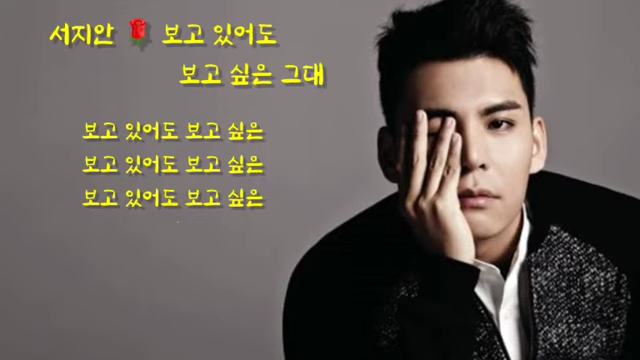 서지안 🌹 보고 있어도
보고 싶은 그대
보고 있어도 보고 싶은
보고 있어도 보고 싶은
보고 있어도 보고 싶은